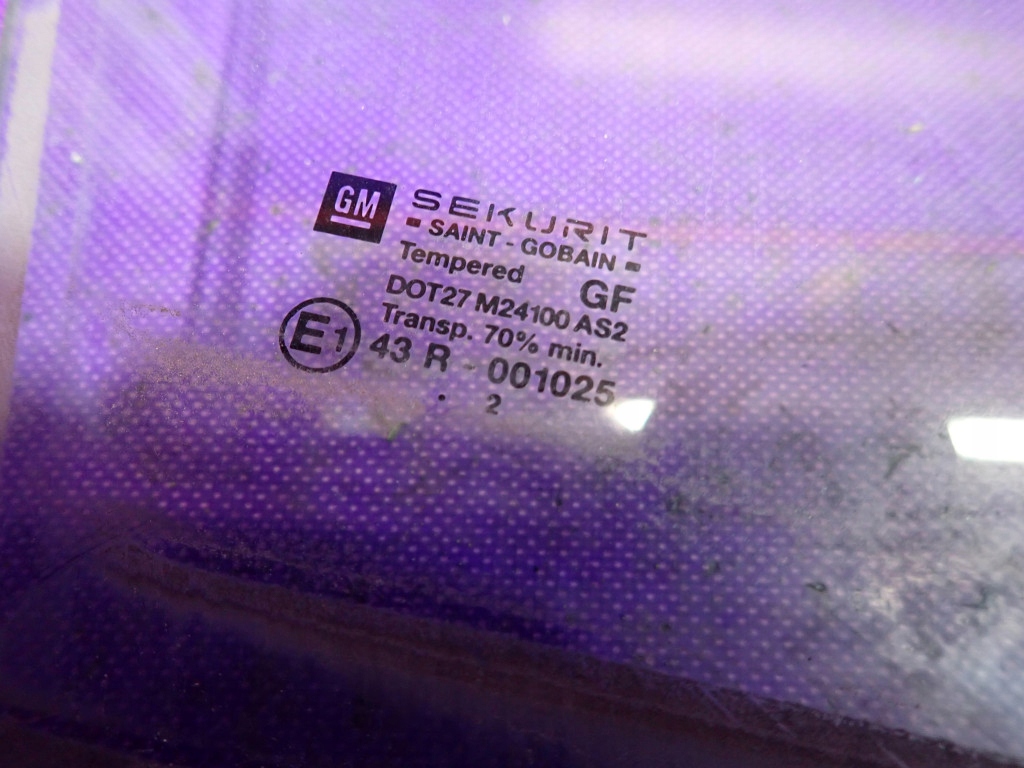 GM SEKURIT
SAINT - GOBAIN
Tempered GF
DOT27 M24100 AS2
Transp. 70% min.
E1 43 R - 001025
. 2